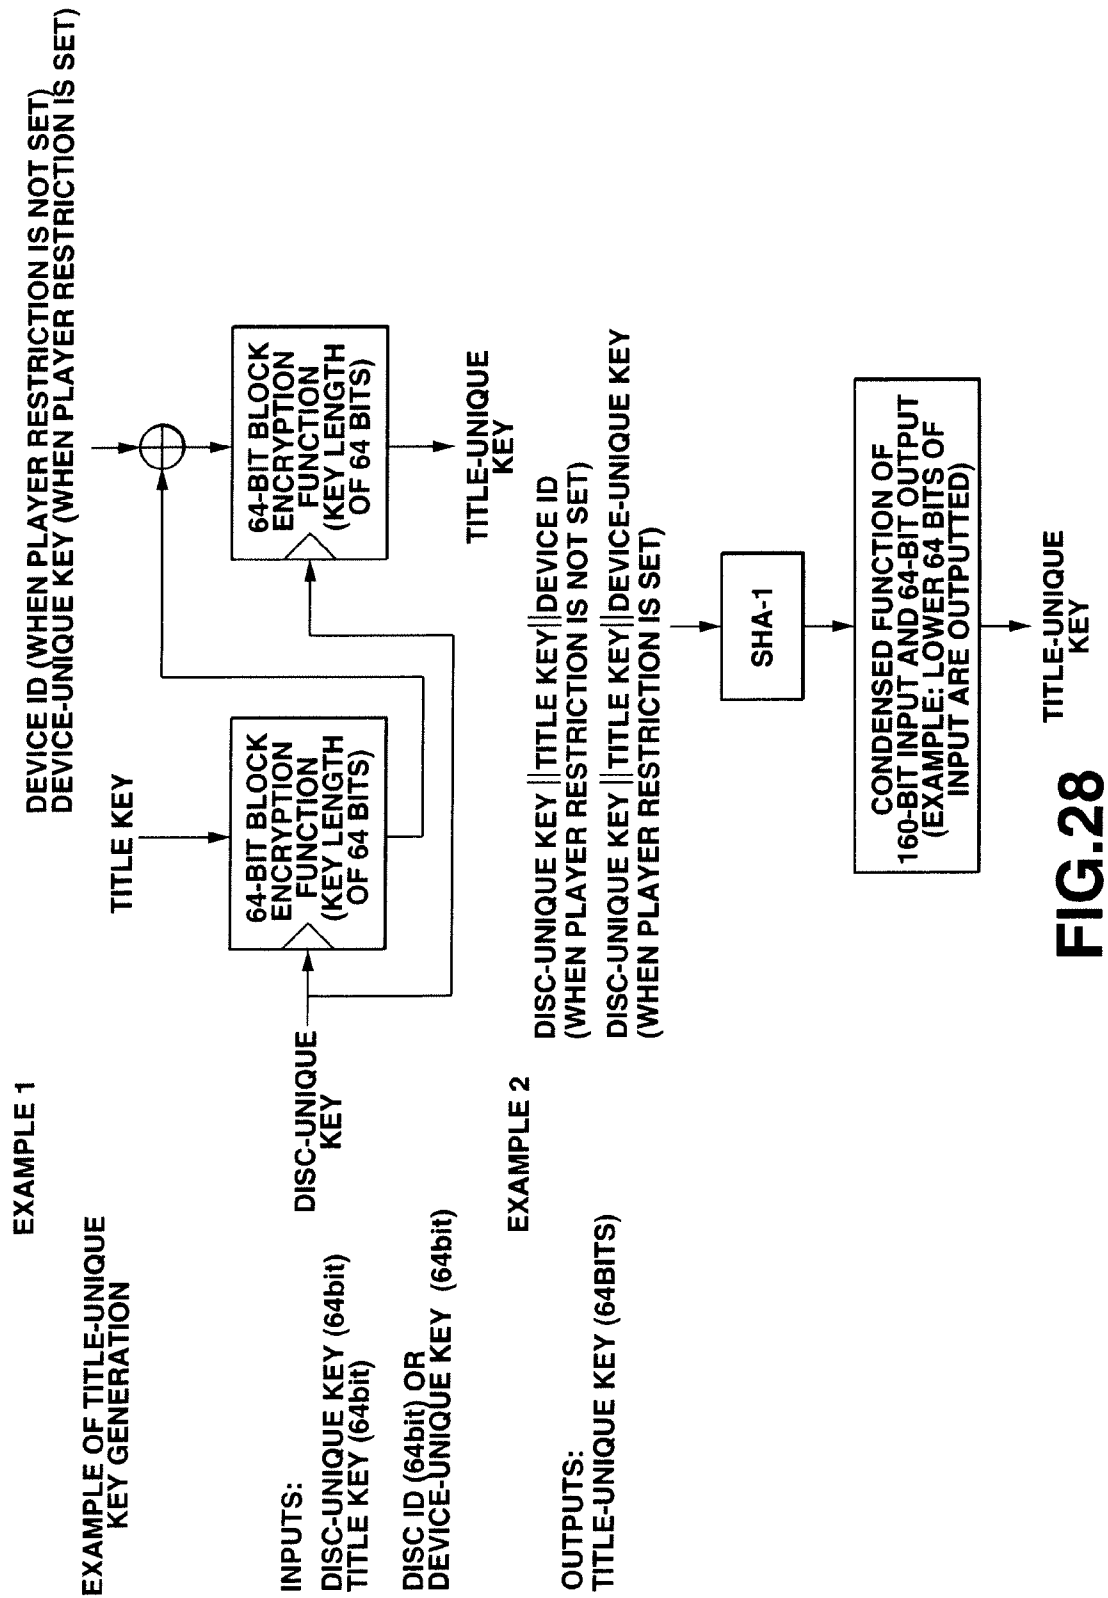 EXAMPLE OF TITLE-UNIQUE
KEY GENERATION
INPUTS:
DISC-UNIQUE KEY (64bit)
TITLE KEY (64bit)
DISC ID (64bit) OR
DEVICE-UNIQUE KEY (64bit)
OUTPUTS:
TITLE-UNIQUE KEY (64BITS)
EXAMPLE 1
DEVICE ID (WHEN PLAYER RESTRICTION IS NOT SET)
DEVICE-UNIQUE KEY (WHEN PLAYER RESTRICTION IS SET)
TITLE KEY
DISC-UNIQUE
KEY
64-BIT BLOCK
ENCRYPTION
FUNCTION
(KEY LENGTH
OF 64 BITS)
64-BIT BLOCK
ENCRYPTION
FUNCTION
(KEY LENGTH
OF 64 BITS)
TITLE-UNIQUE
KEY
EXAMPLE 2
DISC-UNIQUE KEY || TITLE KEY || DEVICE ID
(WHEN PLAYER RESTRICTION IS NOT SET)
DISC-UNIQUE KEY || TITLE KEY || DEVICE-UNIQUE KEY
(WHEN PLAYER RESTRICTION IS SET)
SHA-1
CONDENSED FUNCTION OF
160-BIT INPUT AND 64-BIT OUTPUT
(EXAMPLE: LOWER 64 BITS OF
INPUT ARE OUTPUTTED)
TITLE-UNIQUE
KEY
FIG.28